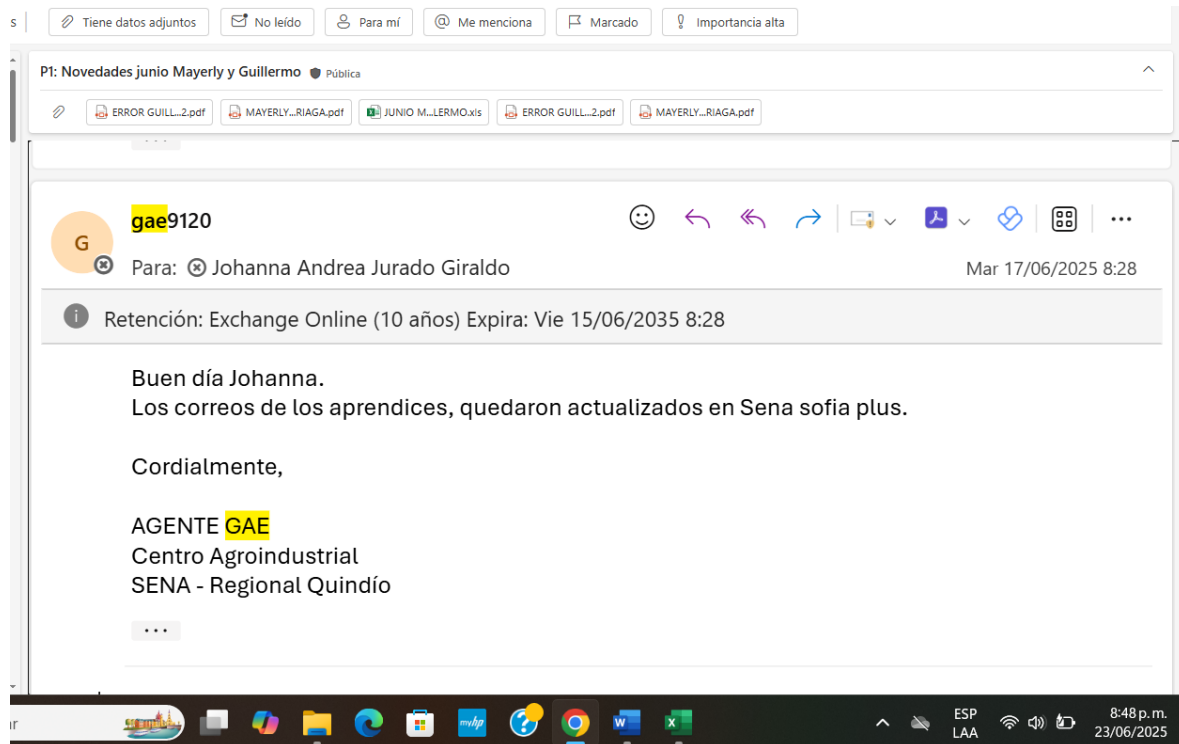 s
Tiene datos adjuntos No leído Para mí @ Me menciona Marcado Importancia alta
P1: Novedades junio Mayerly y Guillermo Pública
ERROR GUILL...2.pdf MAYERLY...RIAGA.pdf JUNIO M...LERMO.xls ERROR GUILL...2.pdf MAYERLY...RIAGA.pdf
...
gae9120
G
Para: Johanna Andrea Jurado Giraldo
Mar 17/06/2025 8:28
Retención: Exchange Online (10 años) Expira: Vie 15/06/2035 8:28
Buen día Johanna.
Los correos de los aprendices, quedaron actualizados en Sena sofia plus.
Cordialmente,
AGENTE GAE
Centro Agroindustrial
SENA - Regional Quindío
...
ar
myhp
ESP
LAA
8:48 p. m.
23/06/2025